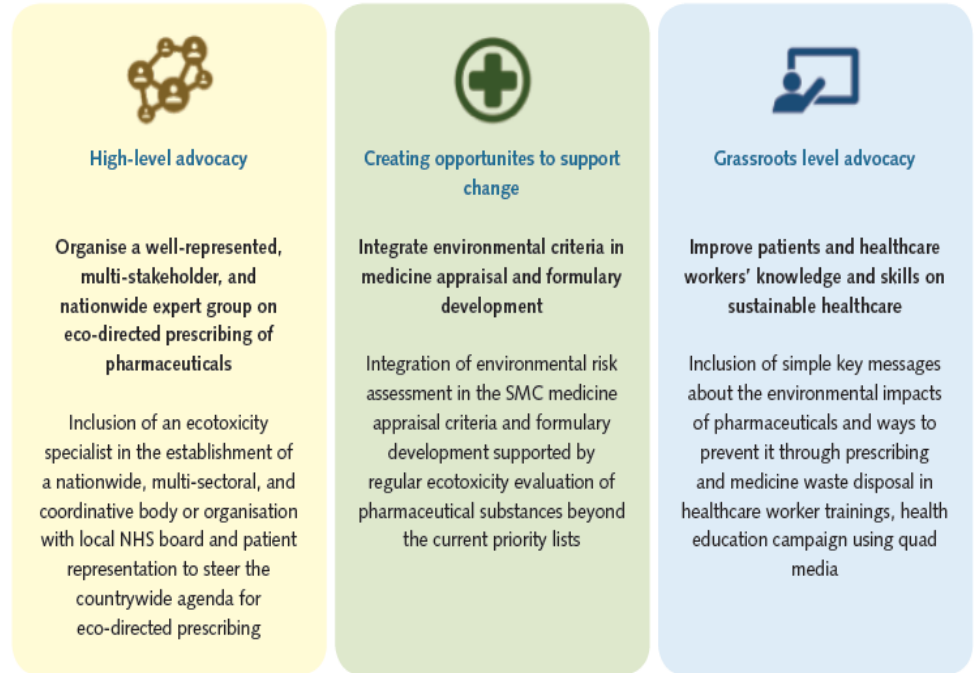 High-level advocacy
Organise a well-represented,
multi-stakeholder, and
nationwide expert group on
eco-directed prescribing of
pharmaceuticals
Inclusion of an ecotoxicity
specialist in the establishment of
a nationwide, multi-sectoral, and
coordinative body or organisation
with local NHS board and patient
representation to steer the
countrywide agenda for
eco-directed prescribing
Creating opportunites to support
change
Integrate environmental criteria in
medicine appraisal and formulary
development
Integration of environmental risk
assessment in the SMC medicine
appraisal criteria and formulary
development supported by
regular ecotoxicity evaluation of
pharmaceutical substances beyond
the current priority lists
Grassroots level advocacy
Improve patients and healthcare
workers’ knowledge and skills on
sustainable healthcare
Inclusion of simple key messages
about the environmental impacts
of pharmaceuticals and ways to
prevent it through prescribing
and medicine waste disposal in
healthcare worker trainings, health
education campaign using quad
media